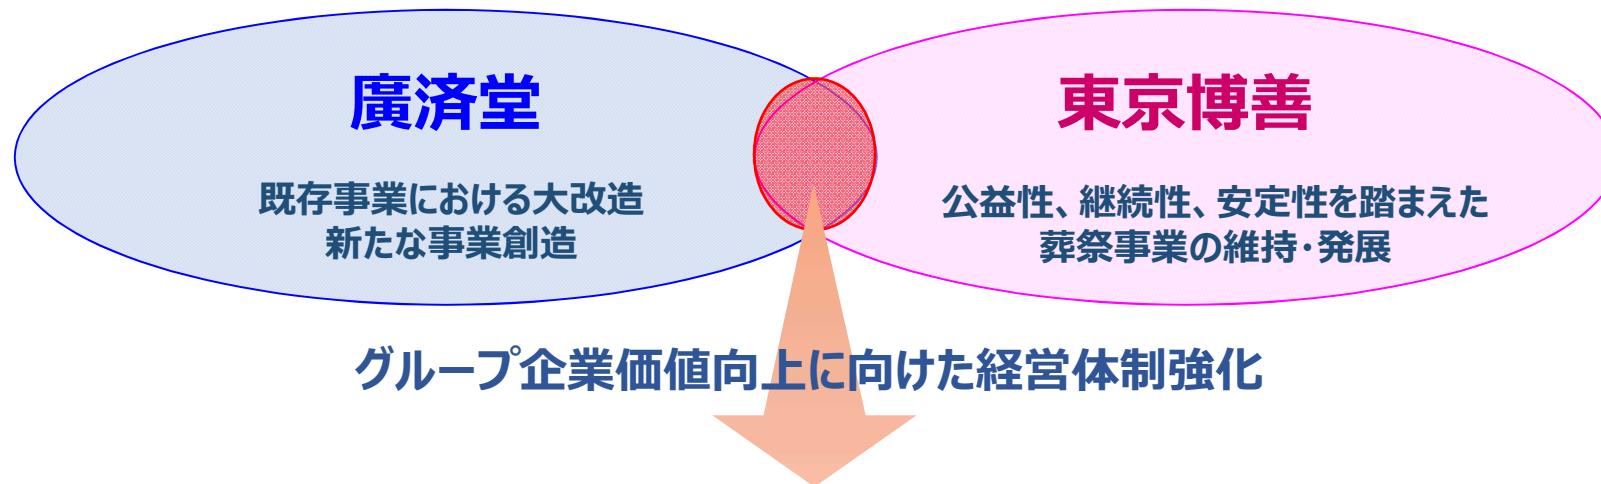 廣済堂
既存事業における大改造
新たな事業創造
東京博善
公益性、継続性、安定性を踏まえた
葬祭事業の維持・発展
グループ企業価値向上に向けた経営体制強化